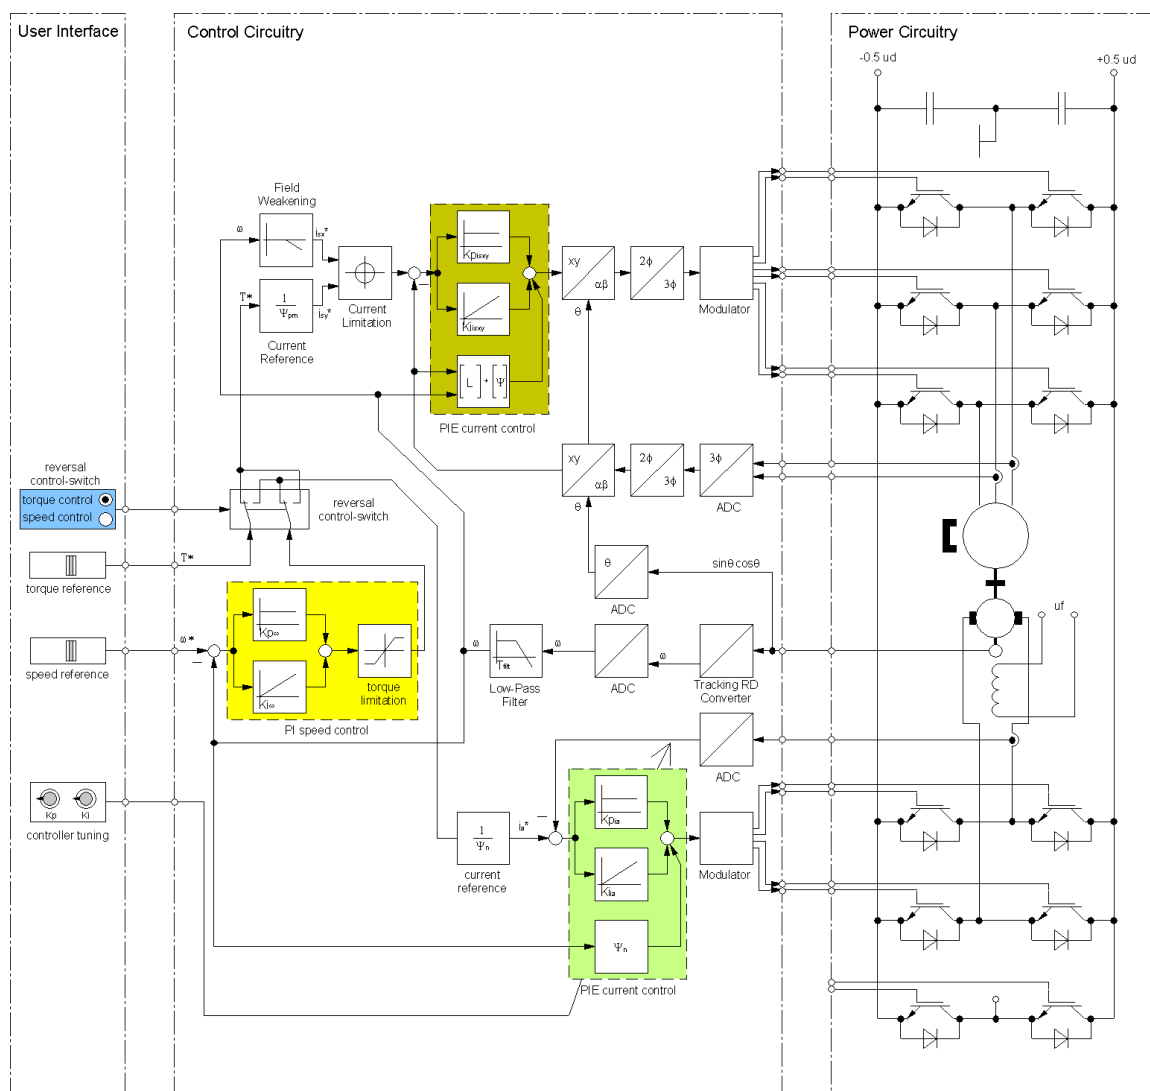 User Interface
Control Circuitry
Power Circuitry
-0.5 ud
+0.5 ud
Field
Weakening
ω
isx*
Kpisxy
xy
αβ
θ
2ϕ
3ϕ
Modulator
T*
1
Ψpm
isy*
Current
Limitation
Kiisxy
Current
Reference
[ L ] + [ Ψ ]
PIE current control
xy
αβ
θ
2ϕ
3ϕ
3ϕ
ADC
reversal
control-switch
torque control
speed control
reversal
control-switch
T*
torque reference
θ
ADC
sinθ cosθ
uf
Kpω
ω*
speed reference
Kiω
torque
limitation
PI speed control
ω
Tfilt
Low-Pass
Filter
ω
ADC
ω
Tracking RD
Converter
ADC
Kp
Ki
controller tuning
1
Ψn
current
reference
ia*
Kpia
Kiia
Modulator
Ψn
PIE current control